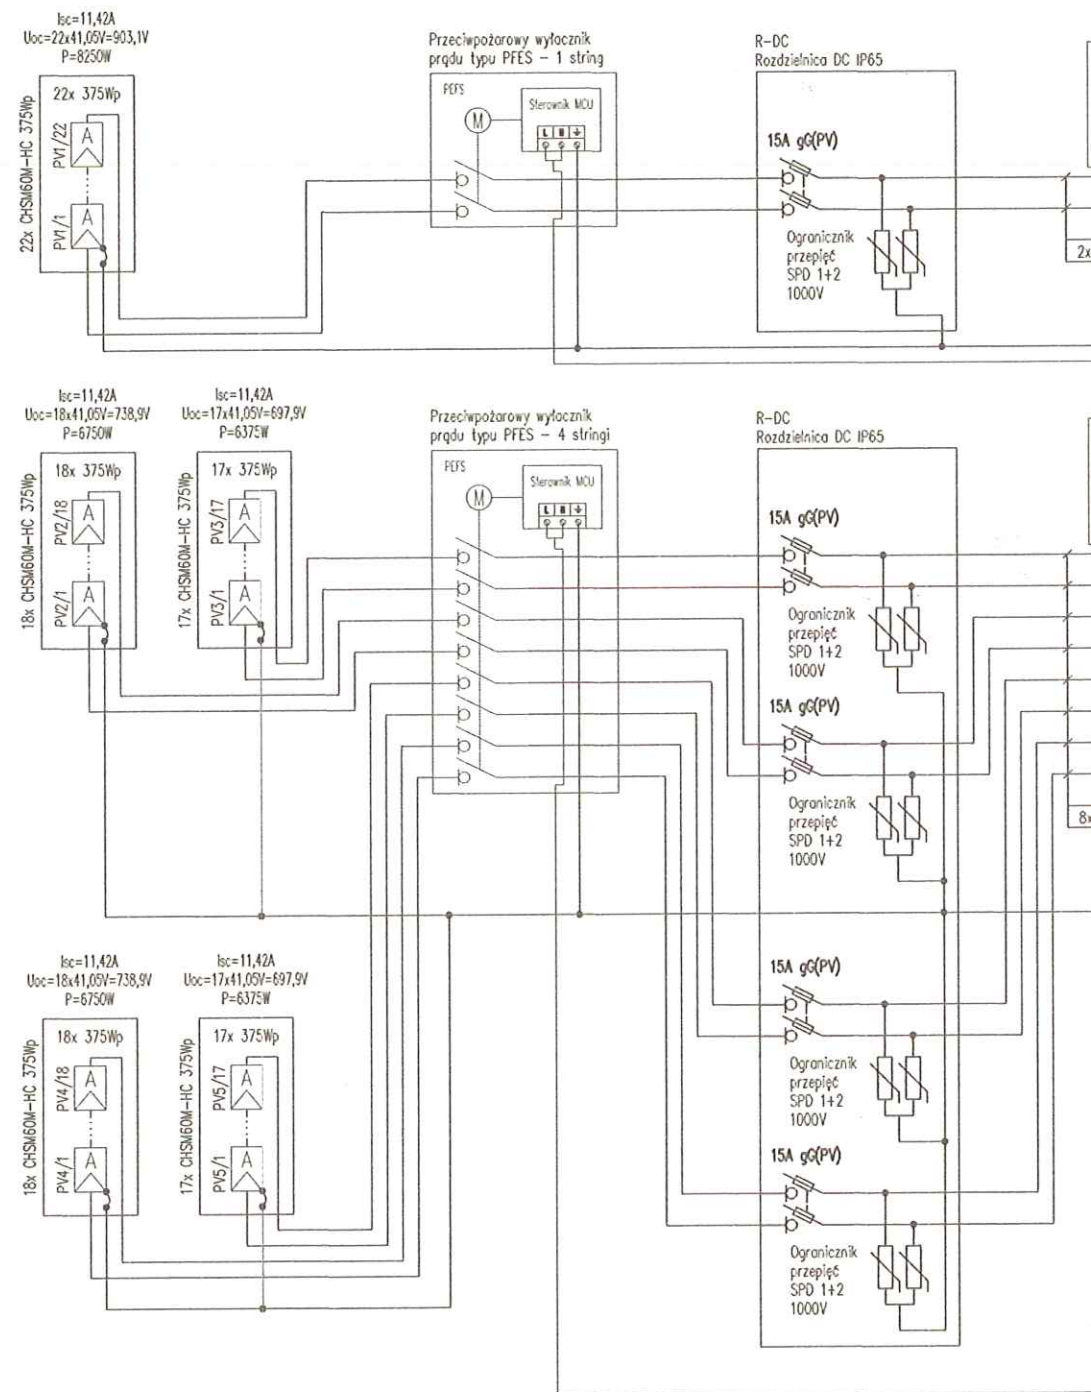 Isc=11,42A
Uoc=22x41,05V=903,1V
P=8250W
22x 375Wp
22x CHSM60M-HC 375Wp
PV1/22
A
PV1/1
A
Przeciwpożarowy wyłacznik
prądu typu PFES - 1 string
PEFS
M
Sterownik MCU
L N
R-DC
Rozdzielnica DC IP65
15A gG(PV)
Ogranicznik
przepięć
SPD 1+2
1000V
2x
Isc=11,42A
Uoc=18x41,05V=738,9V
P=6750W
18x 375Wp
18x CHSM60M-HC 375Wp
PV2/18
A
PV2/1
A
Isc=11,42A
Uoc=17x41,05V=697,9V
P=6375W
17x 375Wp
17x CHSM60M-HC 375Wp
PV3/17
A
PV3/1
A
Przeciwpożarowy wyłacznik
prądu typu PFES - 4 stringi
PEFS
M
Sterownik MCU
L N
R-DC
Rozdzielnica DC IP65
15A gG(PV)
Ogranicznik
przepięć
SPD 1+2
1000V
15A gG(PV)
Ogranicznik
przepięć
SPD 1+2
1000V
8x
Isc=11,42A
Uoc=18x41,05V=738,9V
P=6750W
18x 375Wp
18x CHSM60M-HC 375Wp
PV4/18
A
PV4/1
A
Isc=11,42A
Uoc=17x41,05V=697,9V
P=6375W
17x 375Wp
17x CHSM60M-HC 375Wp
PV5/17
A
PV5/1
A
15A gG(PV)
Ogranicznik
przepięć
SPD 1+2
1000V
15A gG(PV)
Ogranicznik
przepięć
SPD 1+2
1000V